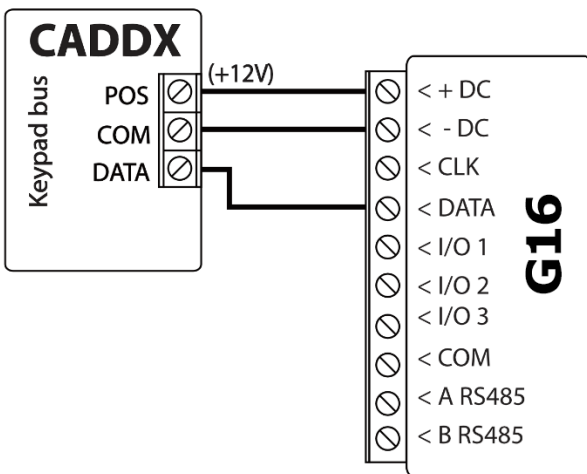 CADDX
Keypad bus
POS
COM
DATA
(+12V)
< + DC
< - DC
< CLK
< DATA
< I/O 1
< I/O 2
< I/O 3
< COM
< A RS485
< B RS485
G16